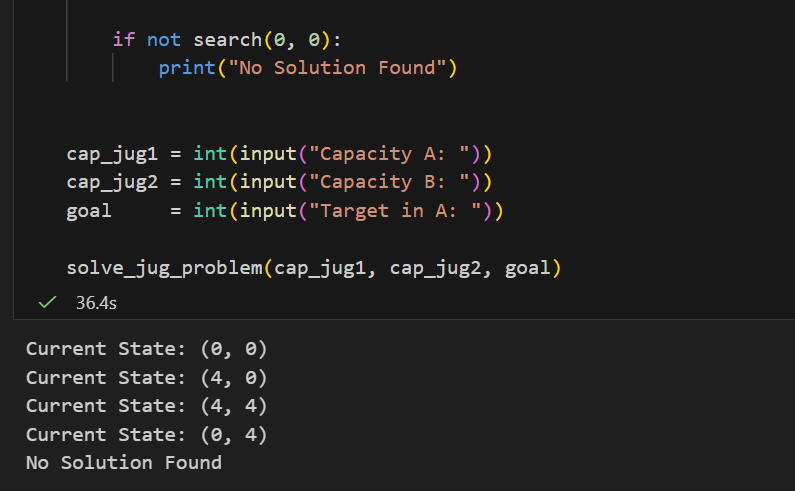 if not search(0, 0):
print("No Solution Found")
cap_jug1 = int(input("Capacity A: "))
cap_jug2 = int(input("Capacity B: "))
goal     = int(input("Target in A: "))
solve_jug_problem(cap_jug1, cap_jug2, goal)
36.4s
Current State: (0, 0)
Current State: (4, 0)
Current State: (4, 4)
Current State: (0, 4)
No Solution Found